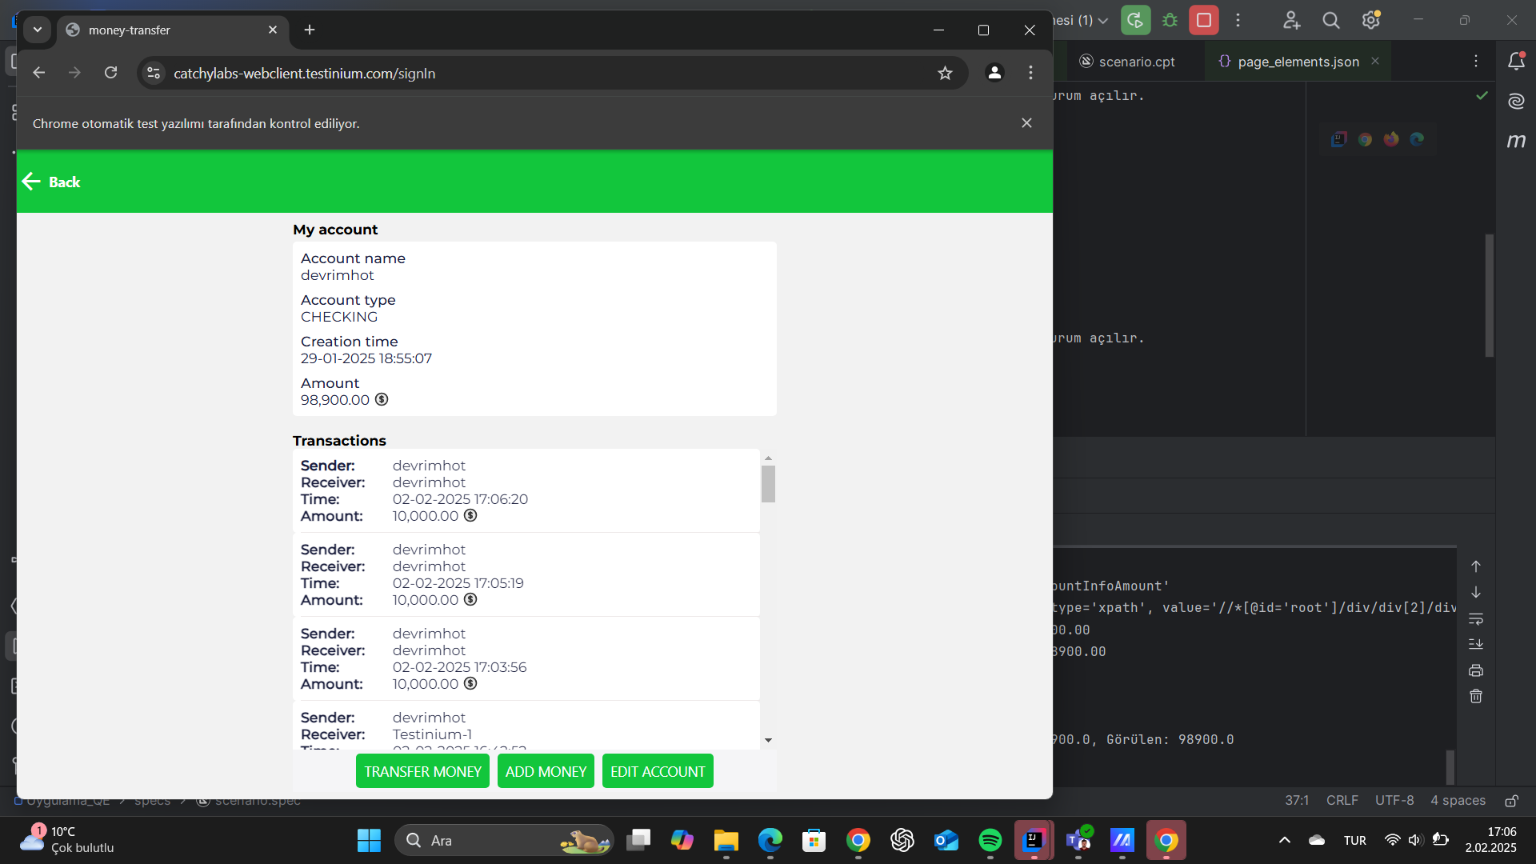 money-transfer
catchylabs-webclient.testinium.com/signIn
Chrome otomatik test yazılımı tarafından kontrol ediliyor.
Back
My account
Account name
devrimhot
Account type
CHECKING
Creation time
29-01-2025 18:55:07
Amount
98,900.00
Transactions
Sender: devrimhot
Receiver: devrimhot
Time: 02-02-2025 17:06:20
Amount: 10,000.00
Sender: devrimhot
Receiver: devrimhot
Time: 02-02-2025 17:05:19
Amount: 10,000.00
Sender: devrimhot
Receiver: devrimhot
Time: 02-02-2025 17:03:56
Amount: 10,000.00
Sender: devrimhot
Receiver: Testinium-1
TRANSFER MONEY ADD MONEY EDIT ACCOUNT
nesi (1)
scenario.cpt page_elements.json
urum açılır.
urum açılır.
ountInfoAmount'
type='xpath', value='//*[@id='root']/div/div[2]/div
00.00
8900.00
900.0, Görülen: 98900.0
Uygulama_QE > specs > scenario.spec
37:1 CRLF UTF-8 4 spaces
1
10°C
Çok bulutlu
Ara
TUR
17:06
2.02.2025